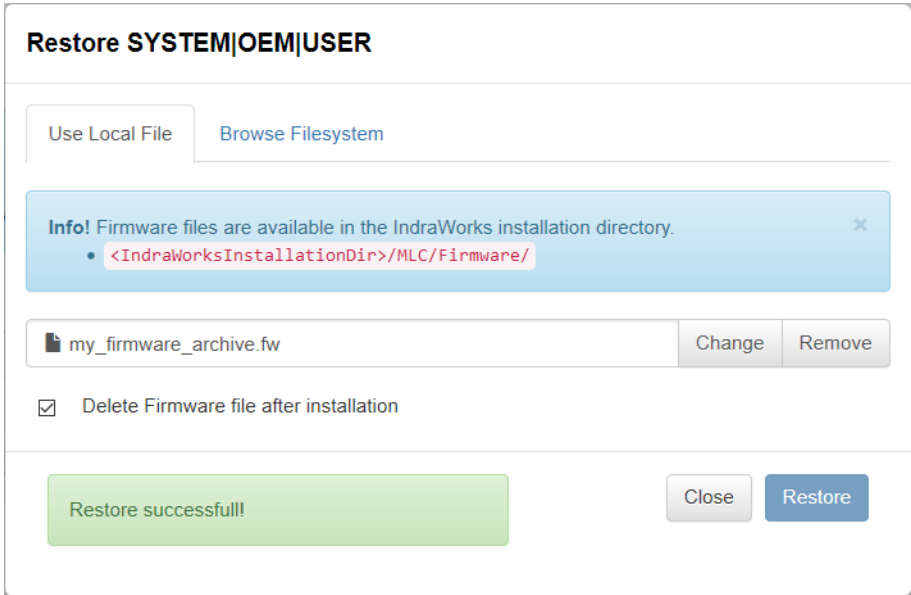 Restore SYSTEM|OEM|USER
Use Local File Browse Filesystem
Info! Firmware files are available in the IndraWorks installation directory. ×
• <IndraWorksInstallationDir>/MLC/Firmware/
my_firmware_archive.fw Change Remove
Delete Firmware file after installation
Restore successfull! Close Restore